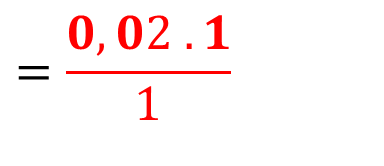 = 0,02 . 1
1